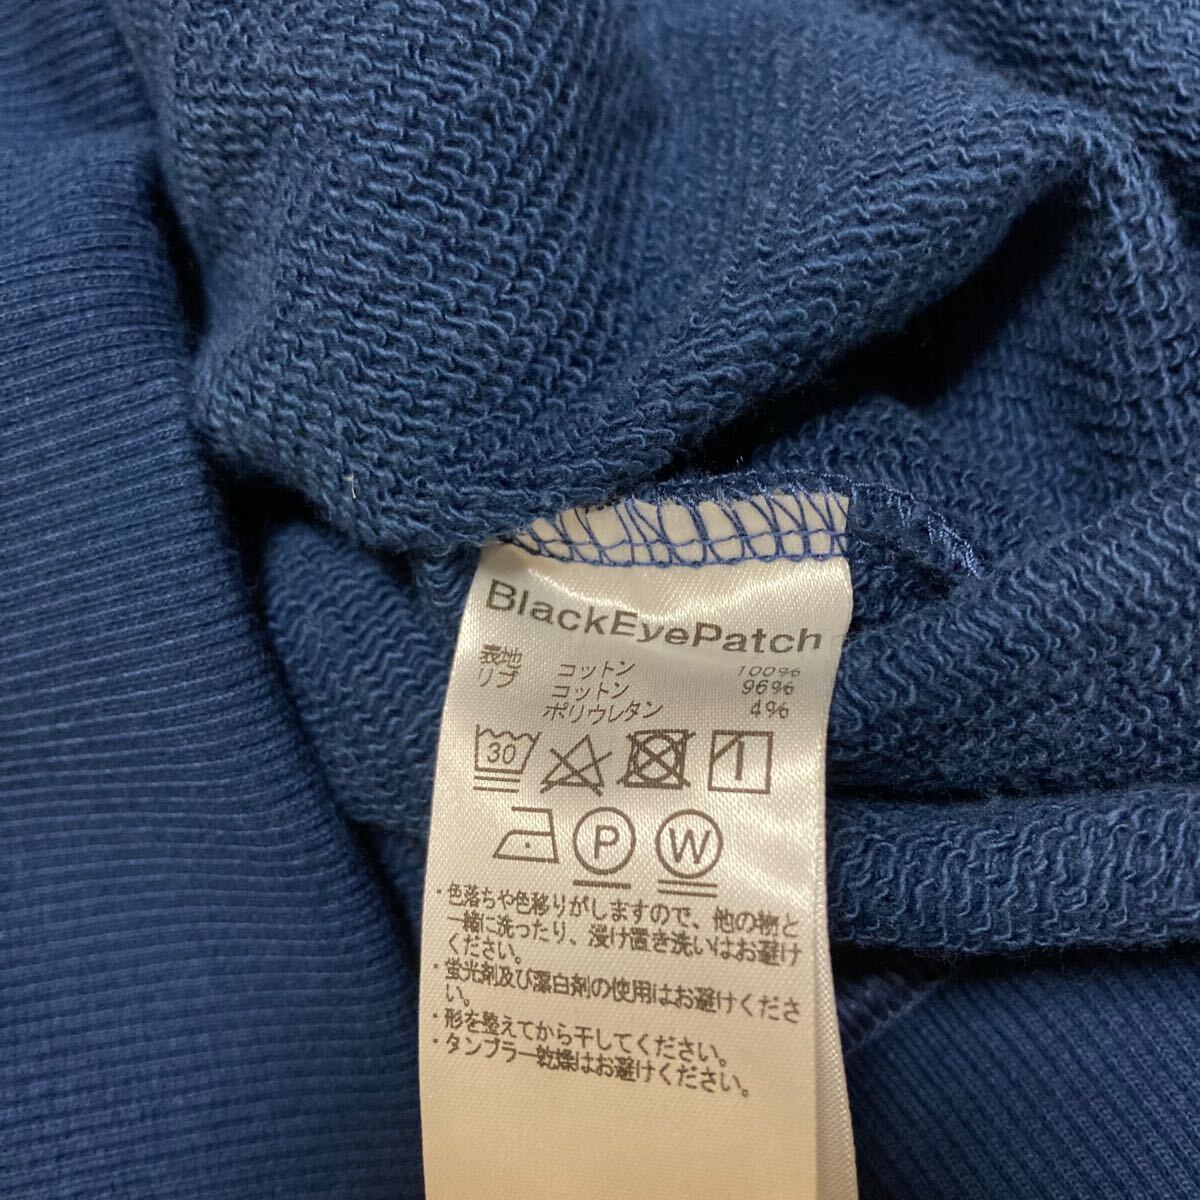 BlackEyePatch
表地 コットン 100%
リブ コットン 96%
ポリウレタン 4%
30
P W
・色落ちや色移りがしますので、他の物と
一緒に洗ったり、浸け置き洗いはお避け
ください。
・蛍光剤及び漂白剤の使用はお避けくださ
い。
・形を整えてから干してください。
・タンブラー乾燥はお避けください。